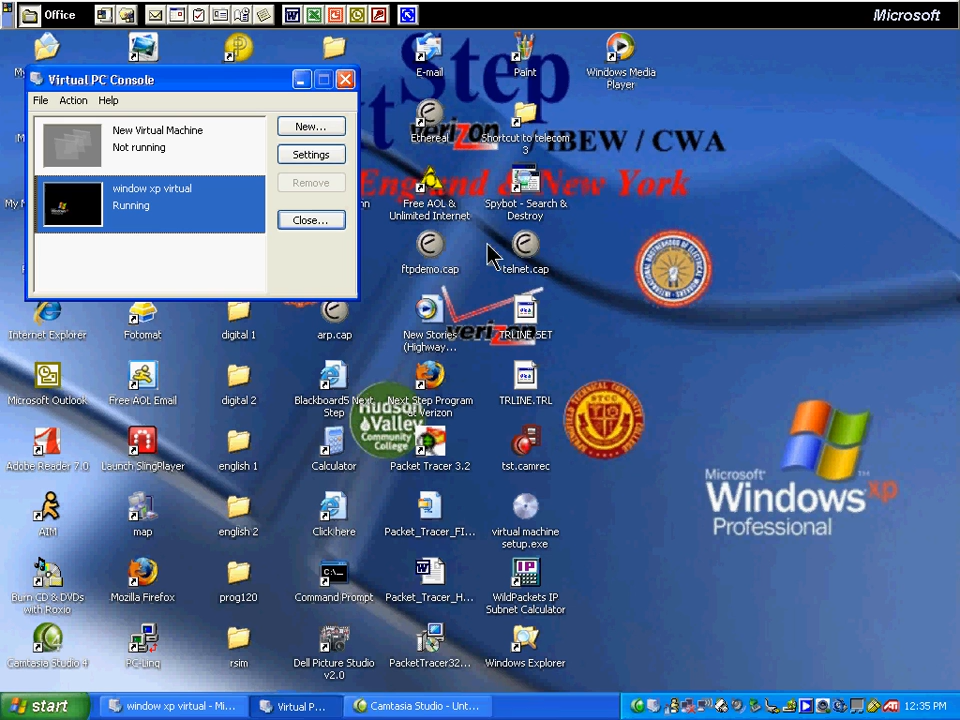 Office
Microsoft
Virtual PC Console
File Action Help
New Virtual Machine
Not running
window xp virtual
Running
New...
Settings
Remove
Close...
Step
E-mail
Paint
Windows Media
Player
verizon
IBEW / CWA
Ethereal
Shortcut to telecom
3
England & New York
Free AOL &
Unlimited Internet
Spybot - Search &
Destroy
ftpdemo.cap
telnet.cap
Internet Explorer
Fotomat
digital 1
arp.cap
New Stories
(Highway...
verizon
TRLINE.SET
Microsoft Outlook
Free AOL Email
digital 2
Blackboard5 Next
Step
Next Step Program
at Verizon
TRLINE.TRL
Hudson
Valley
Community
College
STCC
Adobe Reader 7.0
Launch SlingPlayer
english 1
Calculator
Packet Tracer 3.2
tst.camrec
Microsoft
Windows xp
Professional
AIM
map
english 2
Click here
Packet_Tracer_FI...
virtual machine
setup.exe
Burn CD & DVDs
with Roxio
Mozilla Firefox
prog120
Command Prompt
Packet_Tracer_H...
WildPackets IP
Subnet Calculator
Camtasia Studio 4
PC-Linq
rsim
Dell Picture Studio
v2.0
PacketTracer32...
Windows Explorer
start
window xp virtual - Mi...
Virtual P...
Camtasia Studio - Unt...
12:35 PM